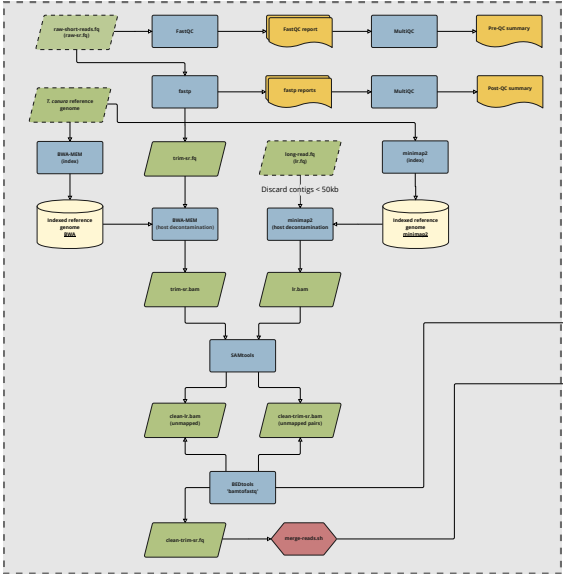 raw-short-reads.fq
(raw-sr.fq)
FastQC
FastQC report
MultiQC
Pre-QC summary
fastp
fastp reports
MultiQC
Post-QC summary
T. canura reference
genome
BWA-MEM
(index)
trim-sr.fq
long-read.fq
(lr.fq)
minimap2
(index)
Discard contigs < 50kb
Indexed reference
genome
BWA
BWA-MEM
(host decontamination)
minimap2
(host decontamination
Indexed reference
genome
minimap2
trim-sr.bam
lr.bam
SAMtools
clean-lr.bam
(unmapped)
clean-trim-sr.bam
(unmapped pairs)
BEDtools
'bamtofastq'
clean-trim-sr.fq
merge-reads.sh